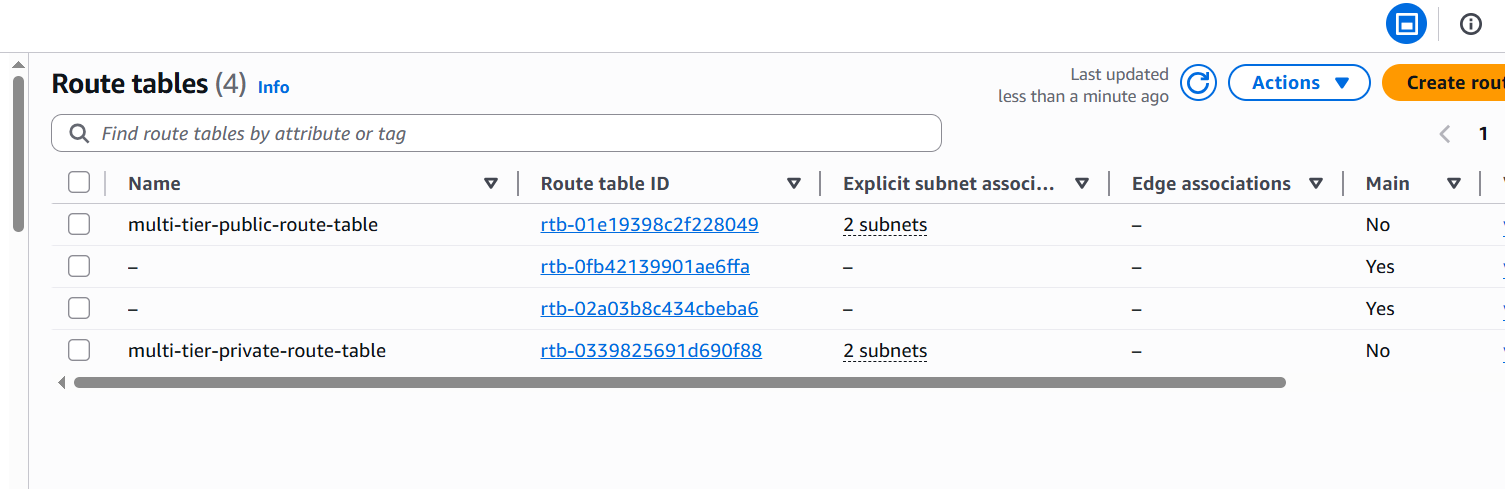 Route tables (4) Info
Last updated
less than a minute ago
Actions
Create rout
Find route tables by attribute or tag
1
Name Route table ID Explicit subnet associ... Edge associations Main
multi-tier-public-route-table rtb-01e19398c2f228049 2 subnets – No
– rtb-0fb42139901ae6ffa – – Yes
– rtb-02a03b8c434cbeba6 – – Yes
multi-tier-private-route-table rtb-0339825691d690f88 2 subnets – No